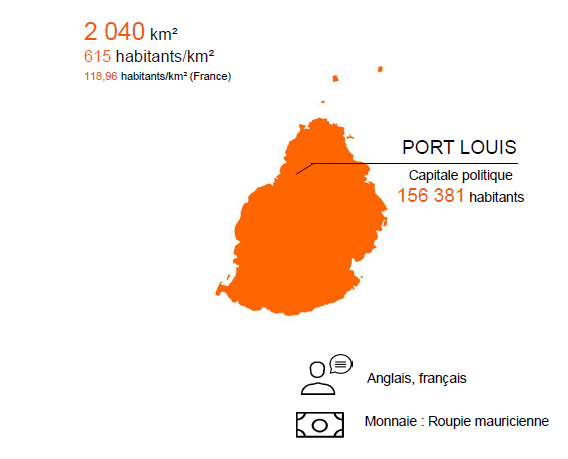 2 040 km²
615 habitants/km²
118,96 habitants/km² (France)
PORT LOUIS
Capitale politique
156 381 habitants
Anglais, français
Monnaie : Roupie mauricienne